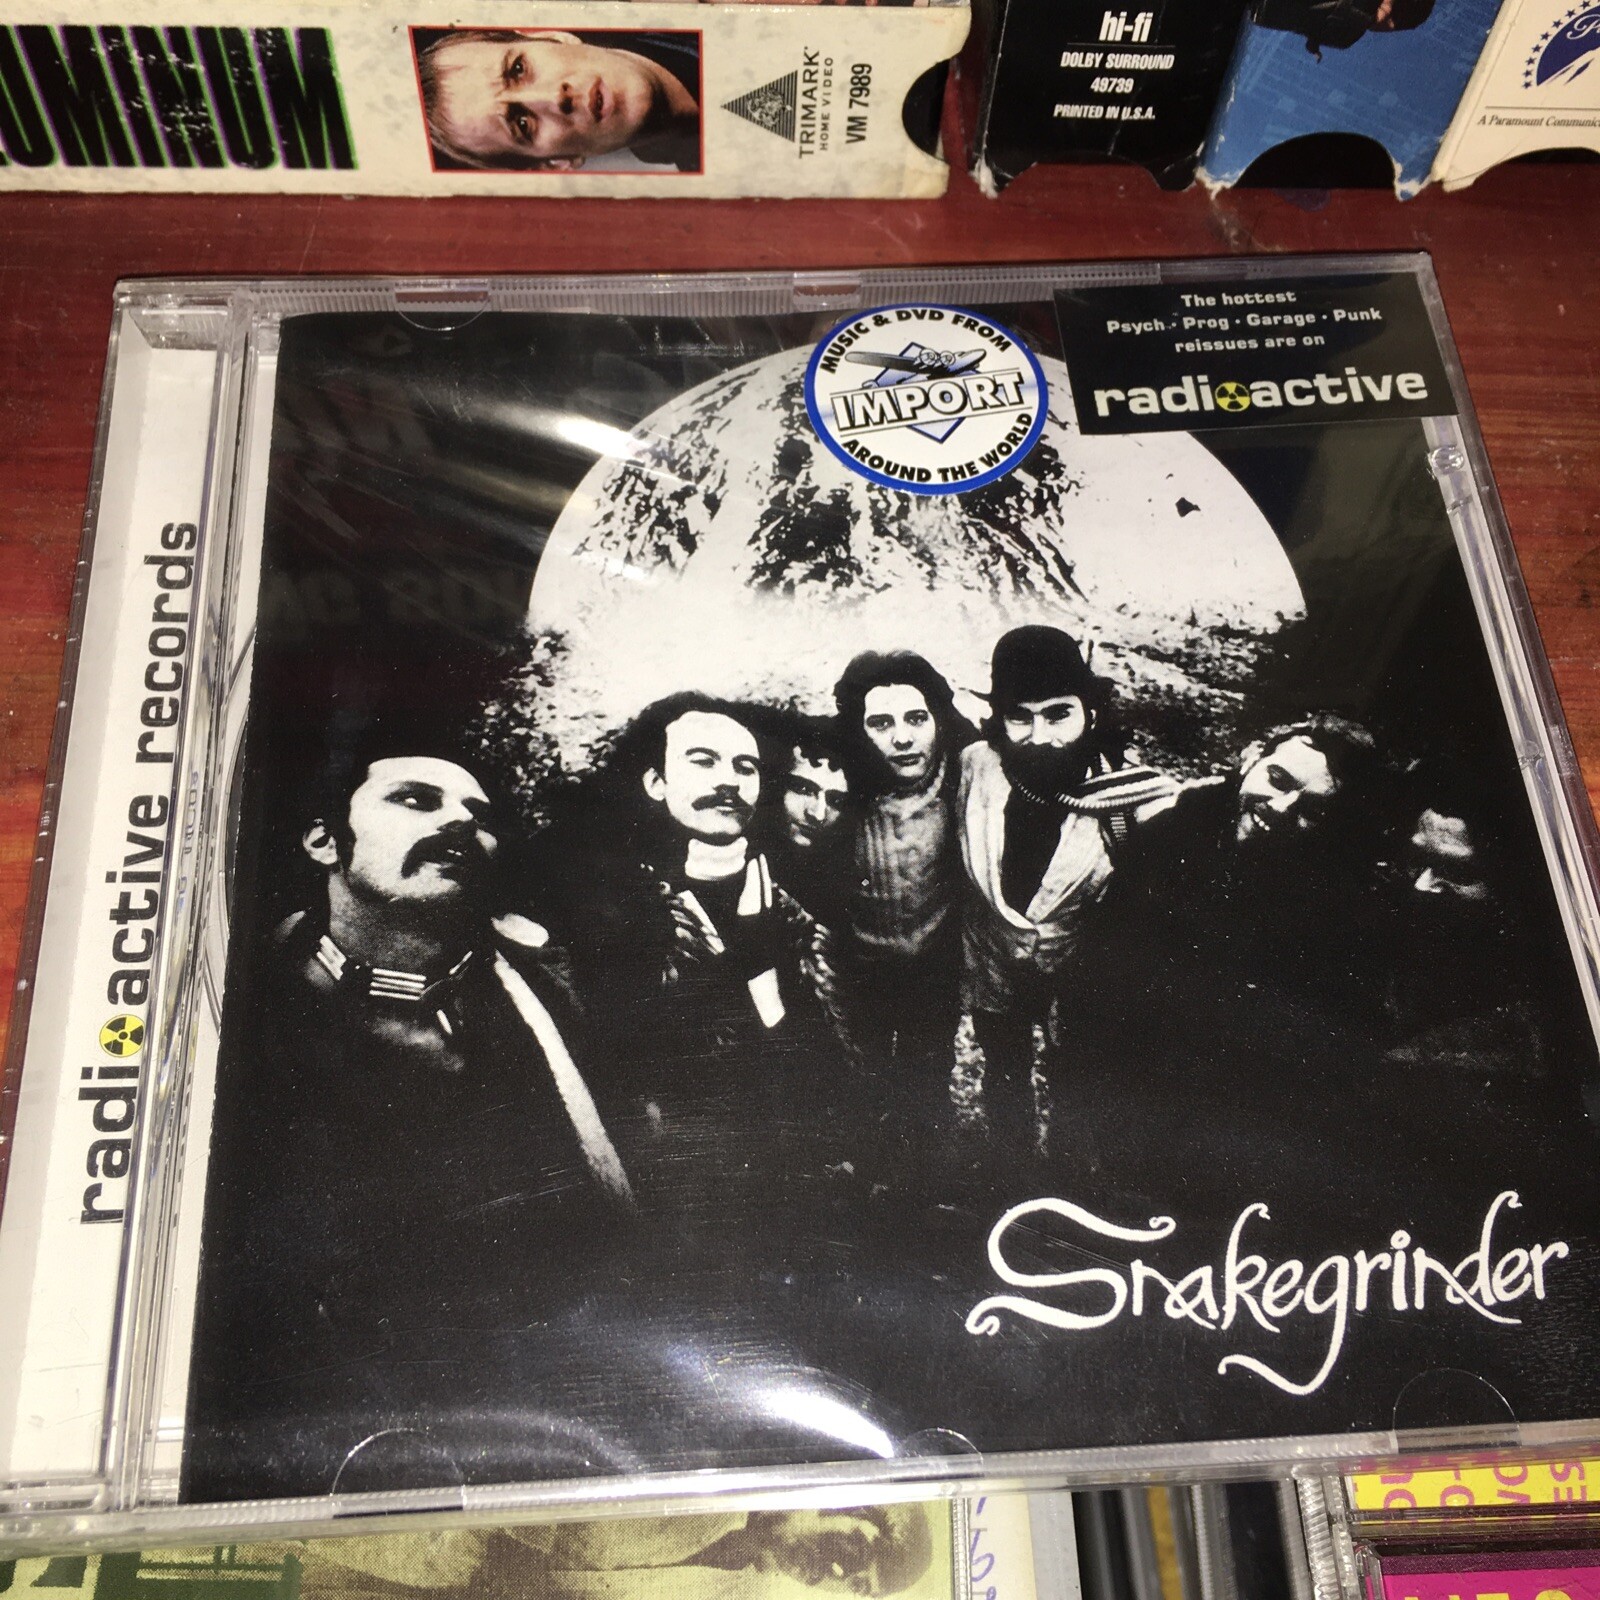 UMINUM
TRIMARK
HOME VIDEO
VM 7989
hi-fi
DOLBY SURROUND
49739
PRINTED IN U.S.A.
A Paramount
MUSIC & DVD FROM
IMPORT
AROUND THE WORLD
The hottest
Psych · Prog · Garage · Punk
reissues are on
radioactive
radioactive records
Snakegrinder